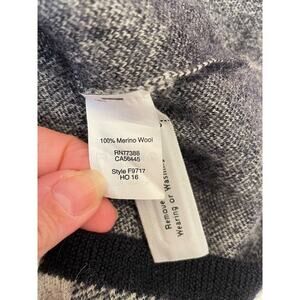 100% Merino Wool
RN77388
CA56445
Style F9717
HO 16
Remove
Wearing or Washing